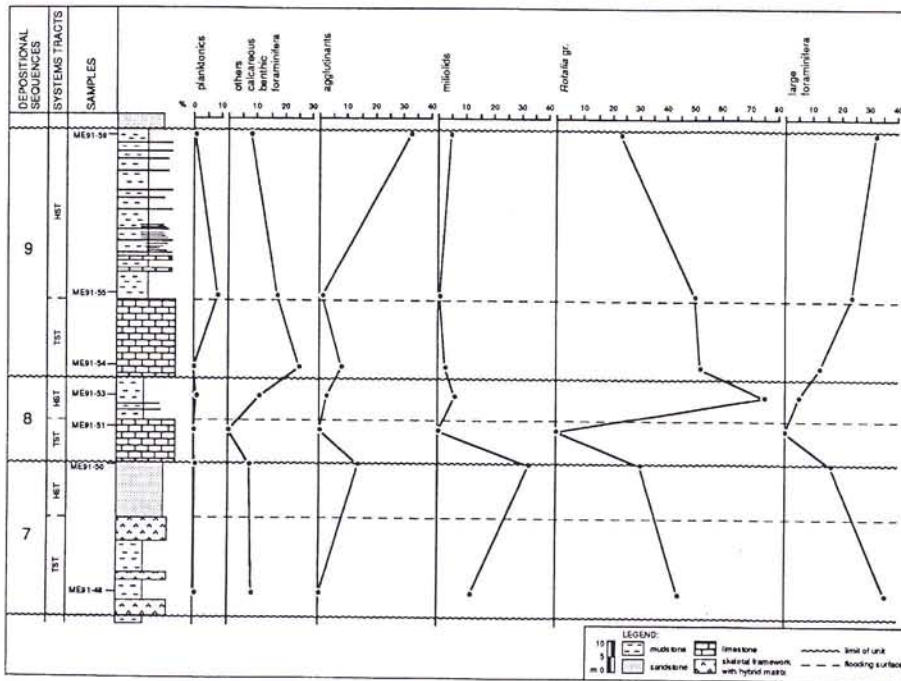 DEPOSITIONAL SEQUENCES
SYSTEMS TRACTS
SAMPLES
planktonics
others calcareous benthic foraminifera
agglutinants
miliolids
Rotalia gr.
large foraminifera
% 0 0 10 20 30 10 20 30 40 10 20 30 40 10 20 30 40 50 60 70 80 10 20 30 40
ME91-59
9
HST
ME91-55
TST
ME91-54
8
HST
ME91-53
ME91-51
TST
ME91-50
7
HST
TST
ME91-48
LEGEND:
10
5
m 0
mudstone
limestone
limit of unit
sandstone
skeletal framework with hybrid matrix
flooding surface